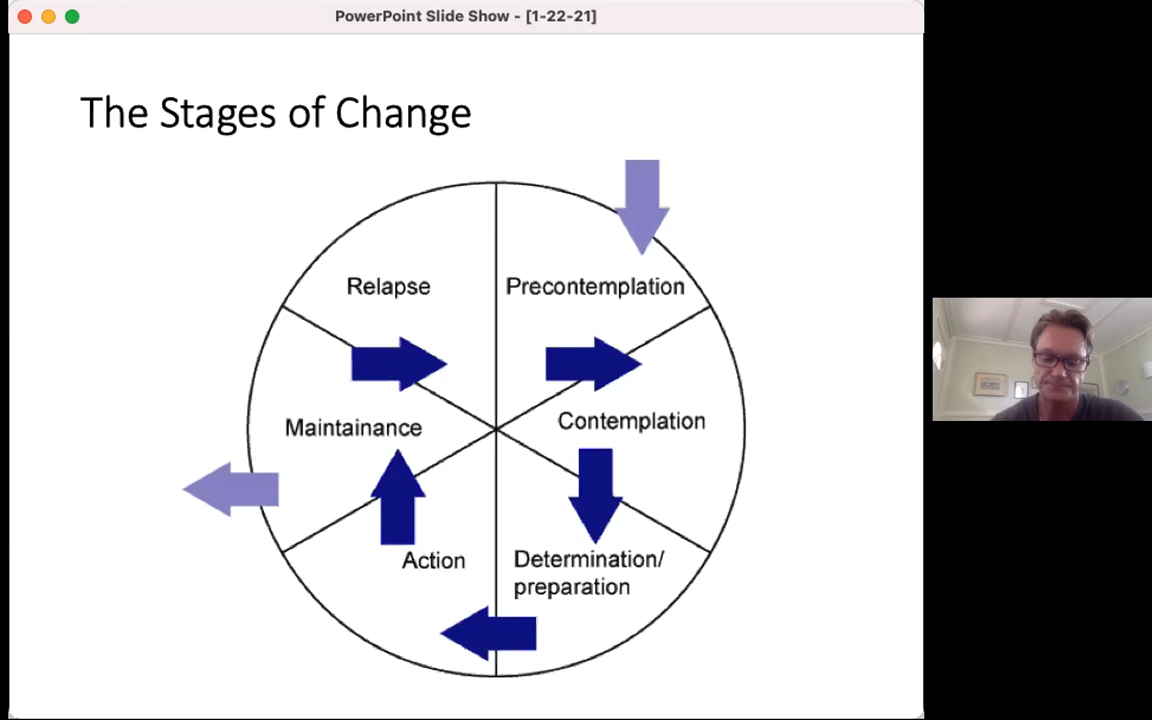 PowerPoint Slide Show - [1-22-21]
The Stages of Change
Relapse
Precontemplation
Maintainance
Contemplation
Action
Determination/
preparation